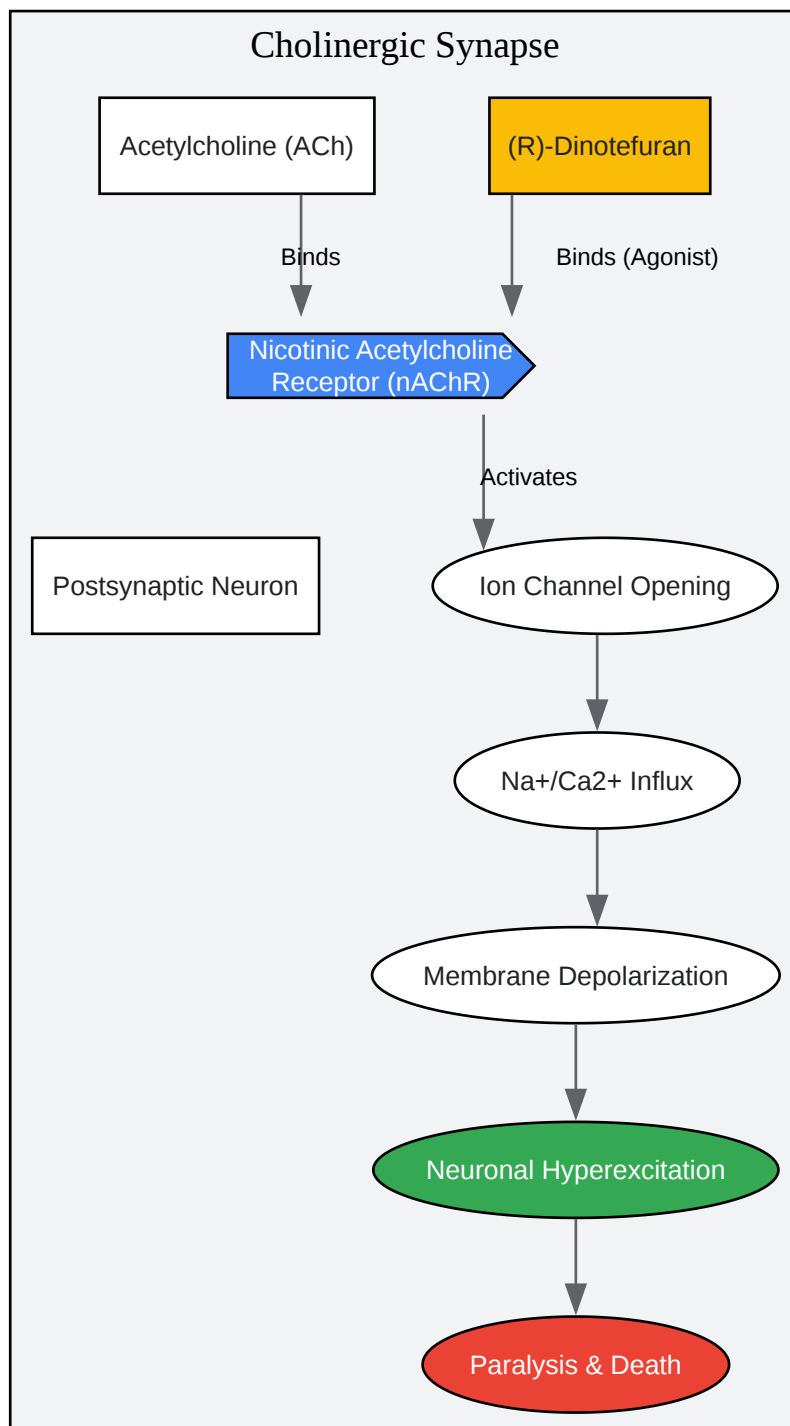 Cholinergic Synapse
Acetylcholine (ACh)
(R)-Dinotefuran
Binds
Binds (Agonist)
Nicotinic Acetylcholine
Receptor (nAChR)
Activates
Postsynaptic Neuron
Ion Channel Opening
Na+/Ca2+ Influx
Membrane Depolarization
Neuronal Hyperexcitation
Paralysis & Death